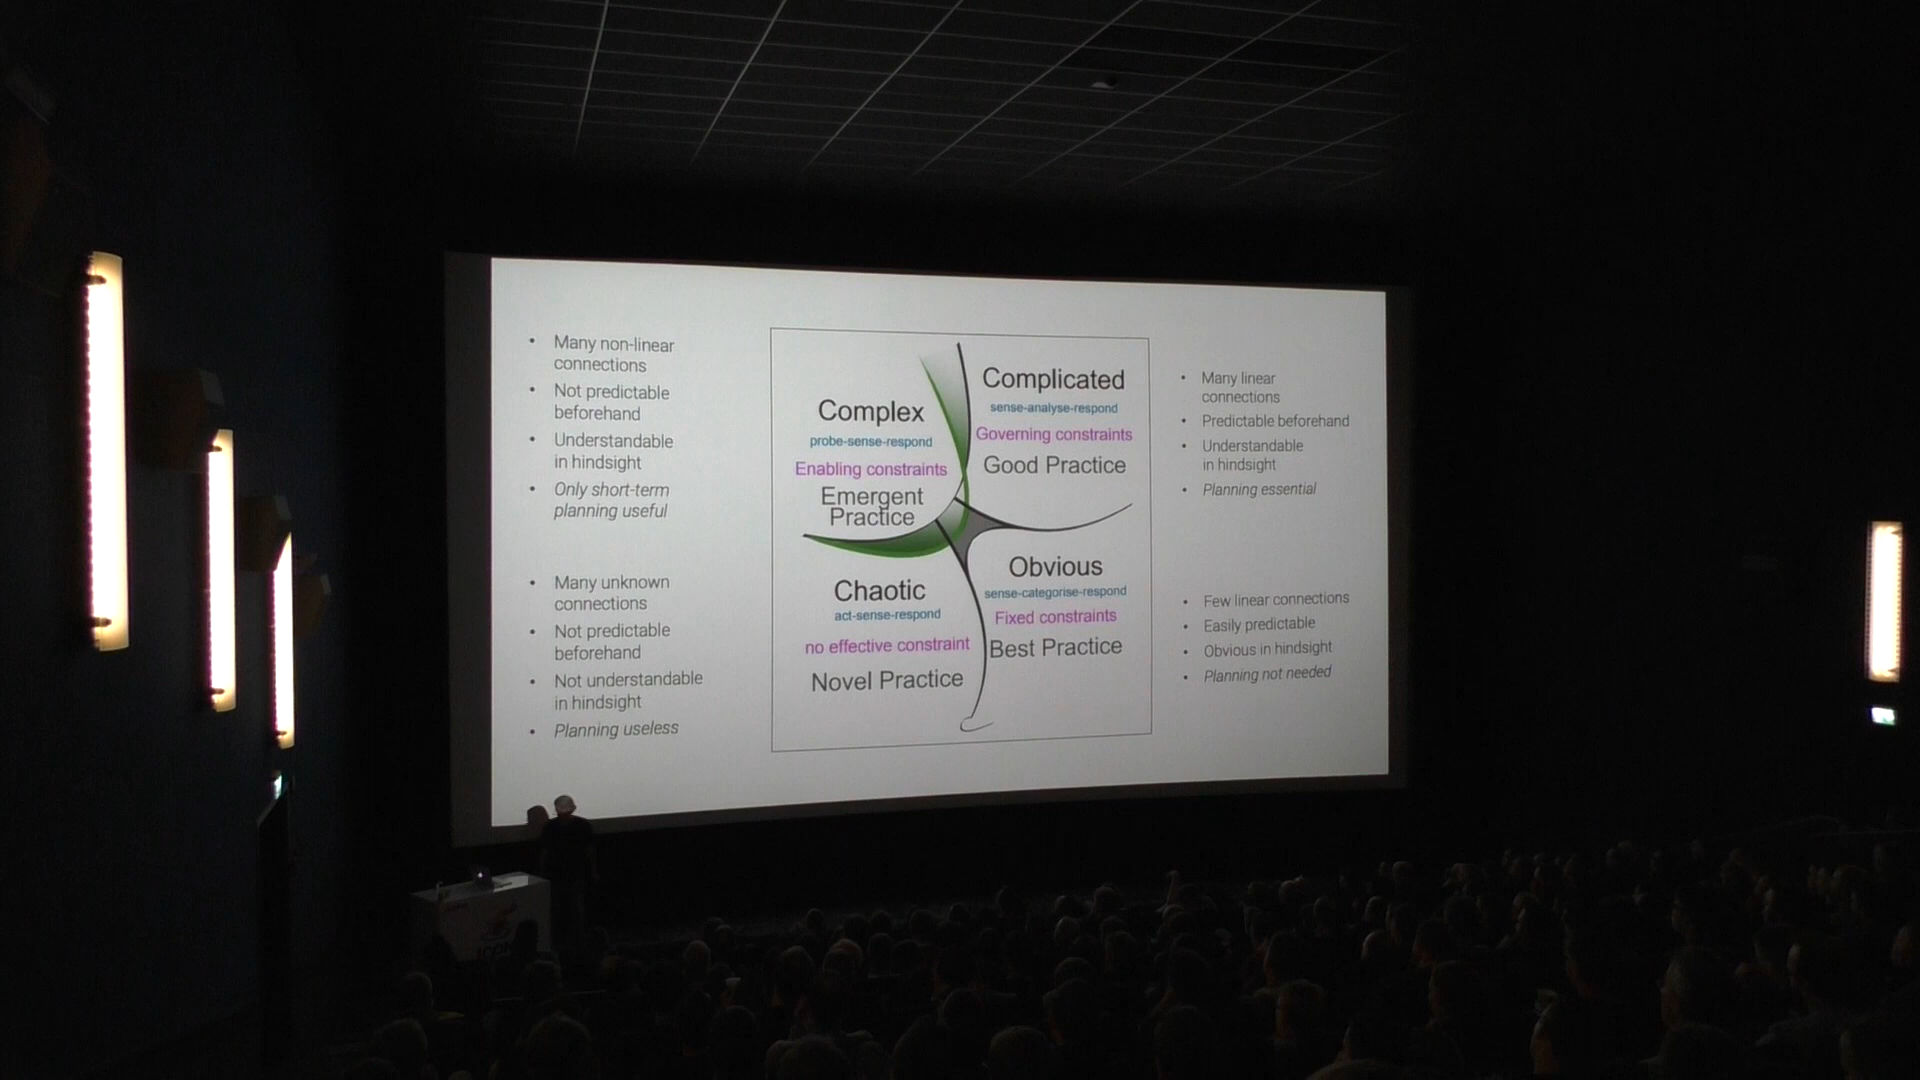 Many non-linear
connections
Not predictable
beforehand
Understandable
in hindsight
Only short-term
planning useful
Many unknown
connections
Not predictable
beforehand
Not understandable
in hindsight
Planning useless
Complex
probe-sense-respond
Enabling constraints
Emergent
Practice
Complicated
sense-analyse-respond
Governing constraints
Good Practice
Chaotic
act-sense-respond
no effective constraint
Novel Practice
Obvious
sense-categorise-respond
Fixed constraints
Best Practice
Many linear
connections
Predictable beforehand
Understandable
in hindsight
Planning essential
Few linear connections
Easily predictable
Obvious in hindsight
Planning not needed